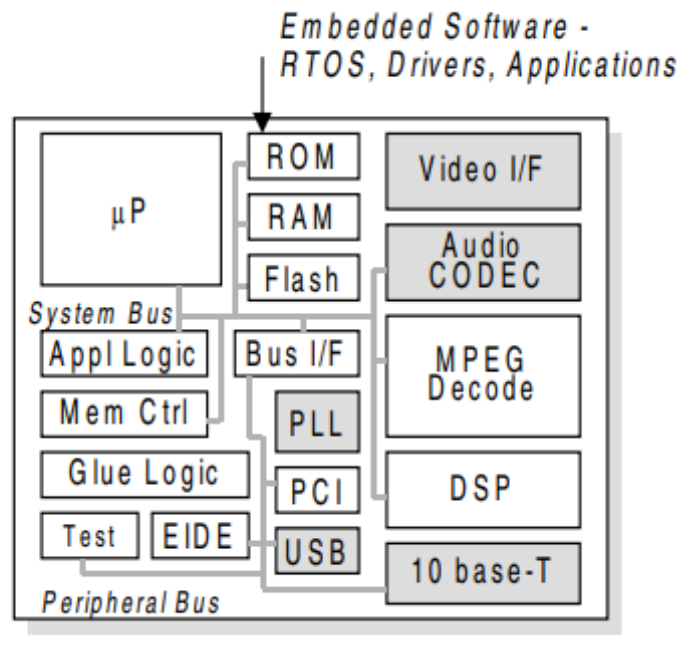 Embedded Software -
RTOS, Drivers, Applications
μP
ROM
RAM
Flash
Video I/F
Audio
CODEC
System Bus
Appl Logic
Bus I/F
MPEG
Decode
Mem Ctrl
PLL
Glue Logic
PCI
DSP
Test
EIDE
USB
10 base-T
Peripheral Bus